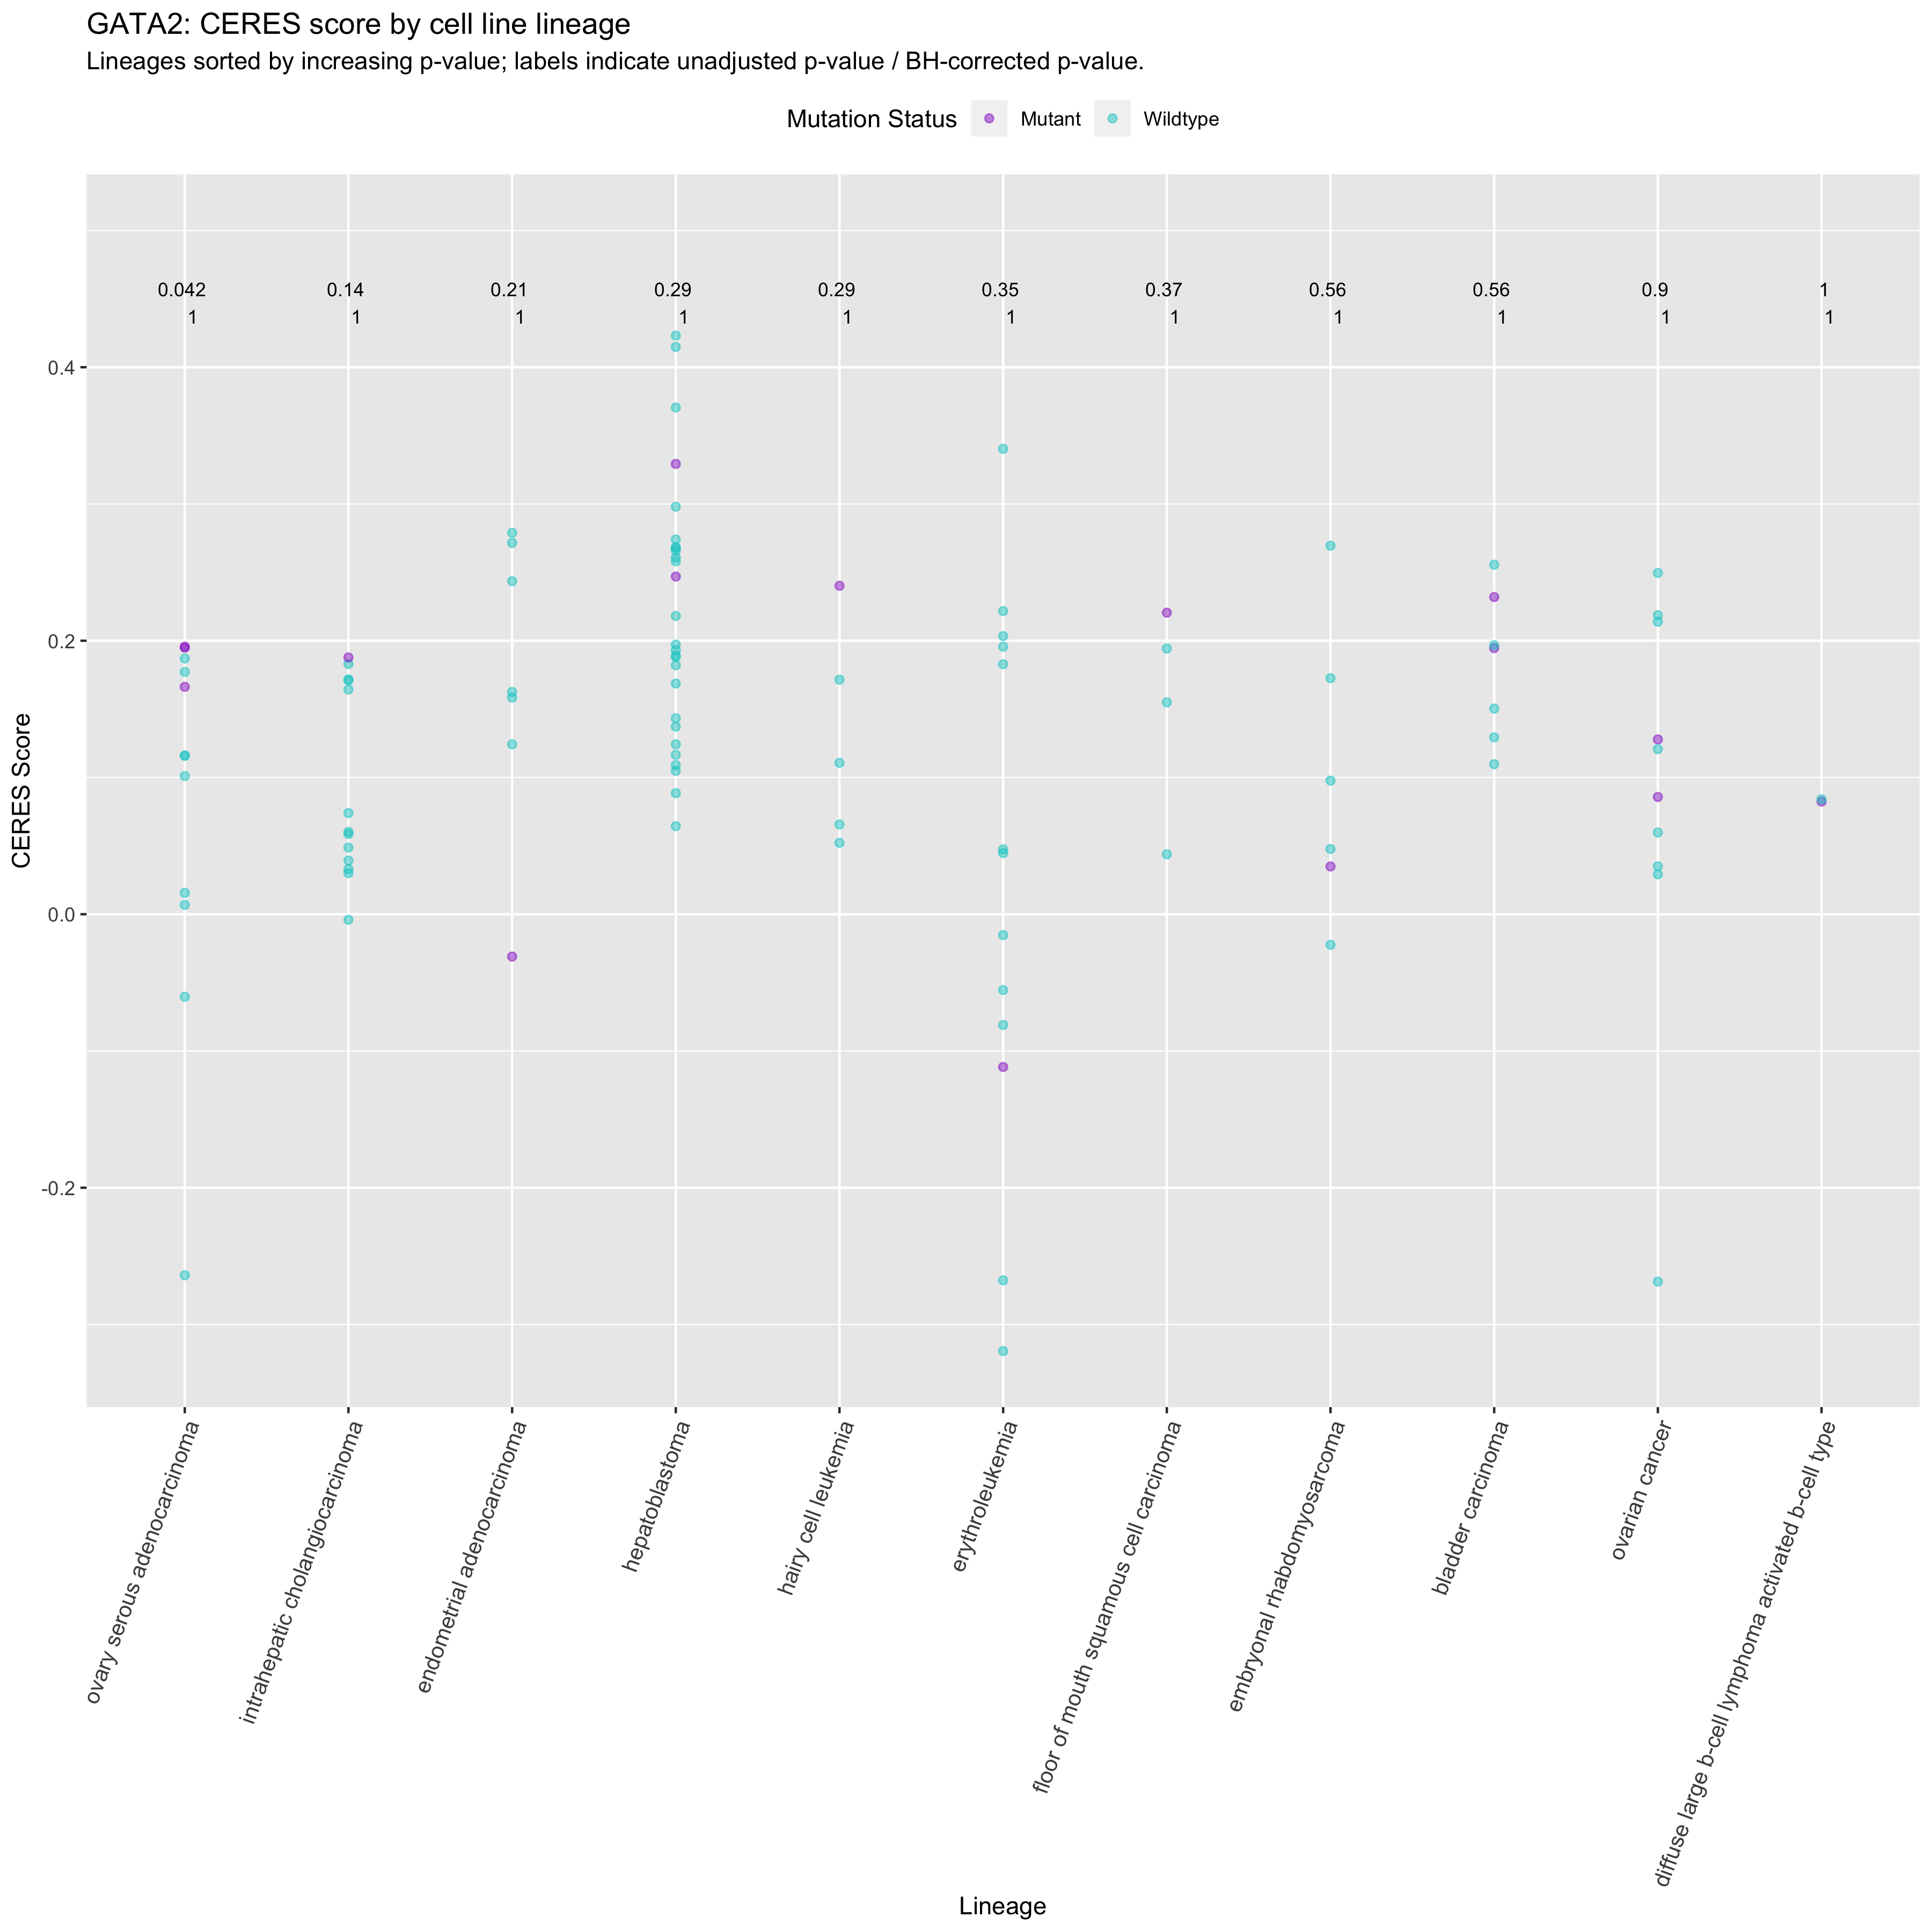 GATA2: CERES score by cell line lineage
Lineages sorted by increasing p-value; labels indicate unadjusted p-value / BH-corrected p-value.
Mutation Status Mutant Wildtype
0.042 0.14 0.21 0.29 0.29 0.35 0.37 0.56 0.56 0.9 1
1 1 1 1 1 1 1 1 1 1 1
0.4
0.2
0.0
-0.2
CERES Score
ovary serous adenocarcinoma
intrahepatic cholangiocarcinoma
endometrial adenocarcinoma
hepatoblastoma
hairy cell leukemia
erythroleukemia
floor of mouth squamous cell carcinoma
embryonal rhabdomyosarcoma
bladder carcinoma
ovarian cancer
diffuse large b-cell lymphoma activated b-cell type
Lineage